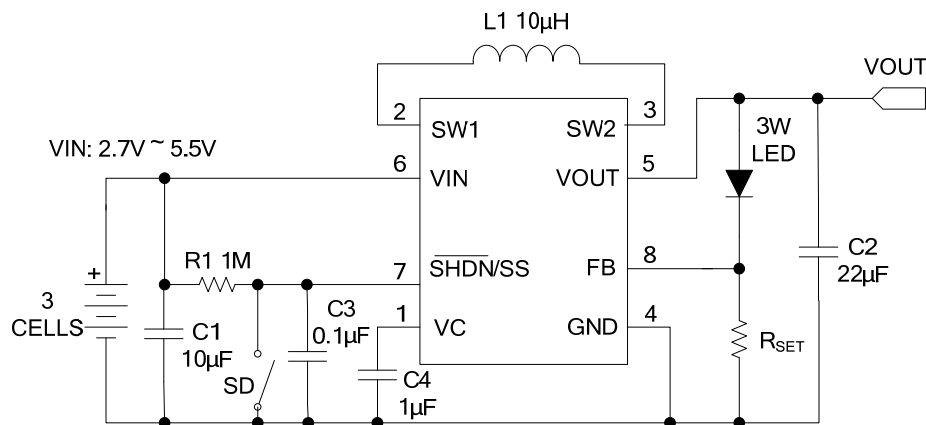 L1 10µH
VOUT
2
3
SW1
SW2
3W
LED
VIN: 2.7V ~ 5.5V
6
5
VIN
VOUT
R1 1M
7
8
SHDN/SS
FB
C2
22µF
+
3
CELLS
C1
10µF
C3
0.1µF
1
4
VC
GND
RSET
SD
C4
1µF